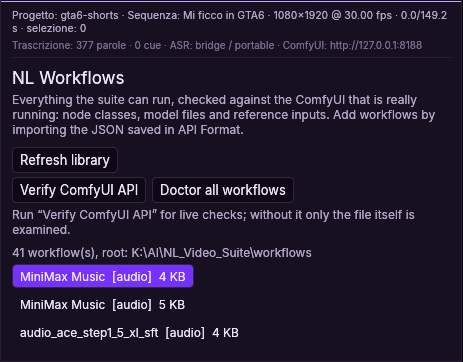 Progetto: gta6-shorts · Sequenza: Mi ficco in GTA6 · 1080×1920 @ 30.00 fps · 0.0/149.2
s · selezione: 0
Trascrizione: 377 parole · 0 cue · ASR: bridge / portable · ComfyUI: http://127.0.0.1:8188
NL Workflows
Everything the suite can run, checked against the ComfyUI that is really
running: node classes, model files and reference inputs. Add workflows by
importing the JSON saved in API Format.
Refresh library
Verify ComfyUI API Doctor all workflows
Run “Verify ComfyUI API” for live checks; without it only the file itself is
examined.
41 workflow(s), root: K:\AI\NL_Video_Suite\workflows
MiniMax Music [audio] 4 KB
MiniMax Music [audio] 5 KB
audio_ace_step1_5_xl_sft [audio] 4 KB